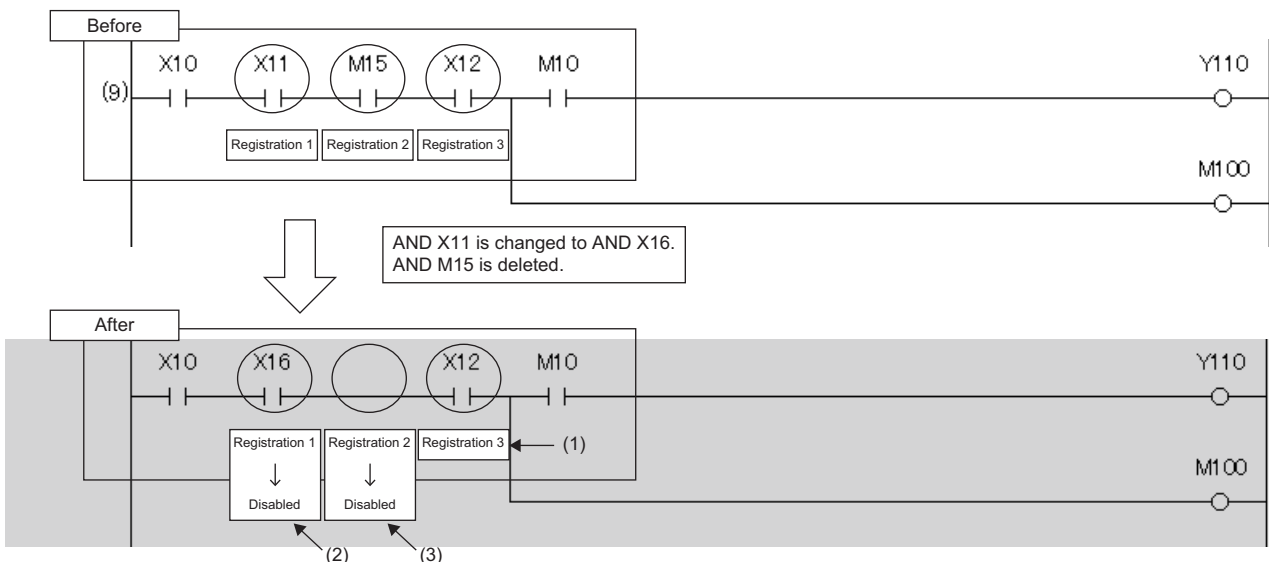 Before
X10 X11 M15 X12 M10 Y110
(9)
Registration 1 Registration 2 Registration 3
M100
AND X11 is changed to AND X16.
AND M15 is deleted.
After
X10 X16 X12 M10 Y110
Registration 1 Registration 2 Registration 3 (1)
↓ ↓
M100
Disabled Disabled
(2) (3)